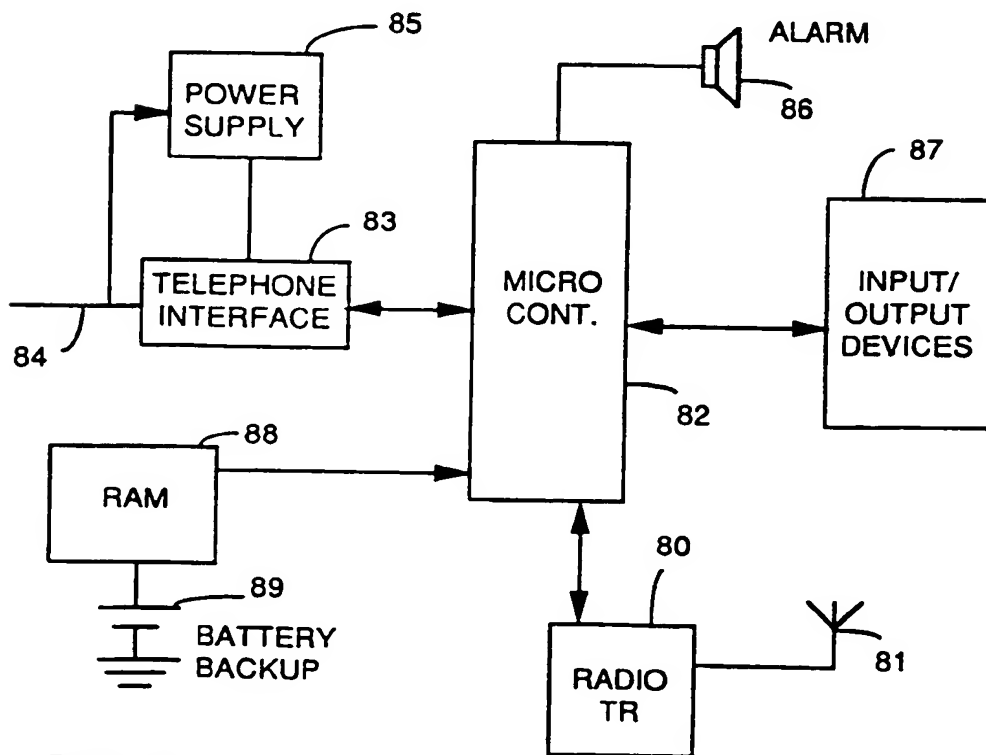 85
ALARM
POWER
SUPPLY
86
87
83
TELEPHONE
INTERFACE
MICRO
CONT.
INPUT/
OUTPUT
DEVICES
84
82
88
RAM
80
89
BATTERY
BACKUP
81
RADIO
TR